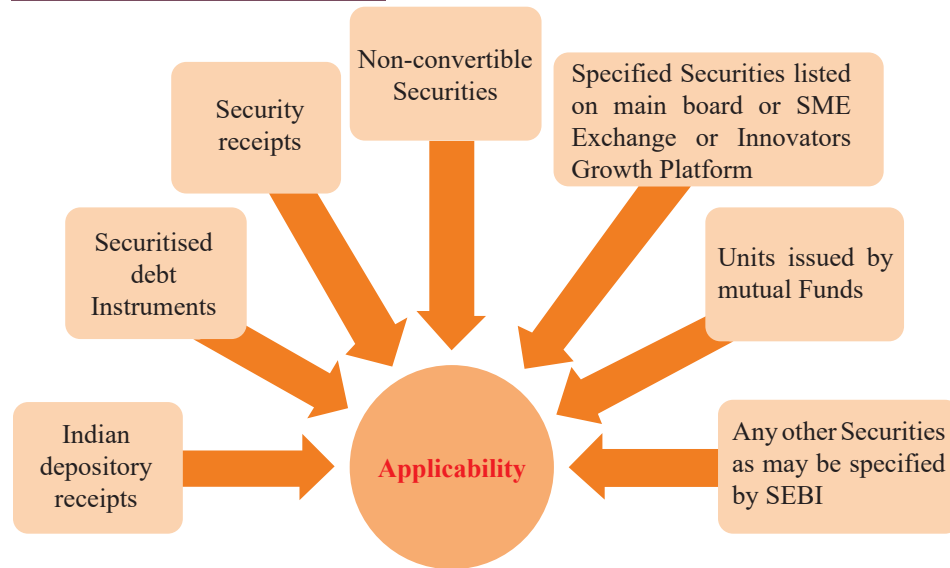 Non-convertible
Securities
Specified Securities listed
on main board or SME
Exchange or Innovators
Growth Platform
Security
receipts
Securitised
debt
Instruments
Units issued by
mutual Funds
Indian
depository
receipts
Applicability
Any other Securities
as may be specified
by SEBI